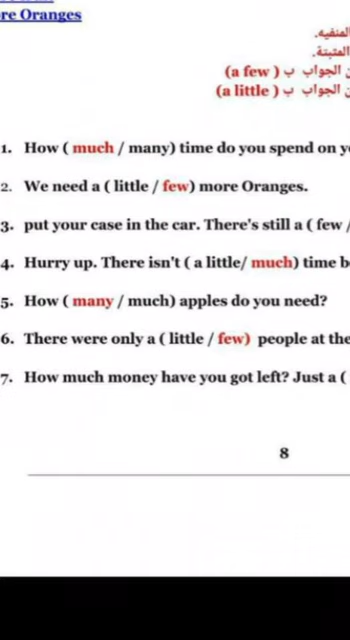 re Oranges
المنفيه.
المثبتة.
ن الجواب ب ( a few )
ن الجواب ب ( a little )
1. How ( much / many) time do you spend on y
2. We need a ( little / few) more Oranges.
3. put your case in the car. There's still a ( few /
4. Hurry up. There isn't ( a little/ much) time b
5. How ( many / much) apples do you need?
6. There were only a ( little / few) people at the
7. How much money have you got left? Just a (
8